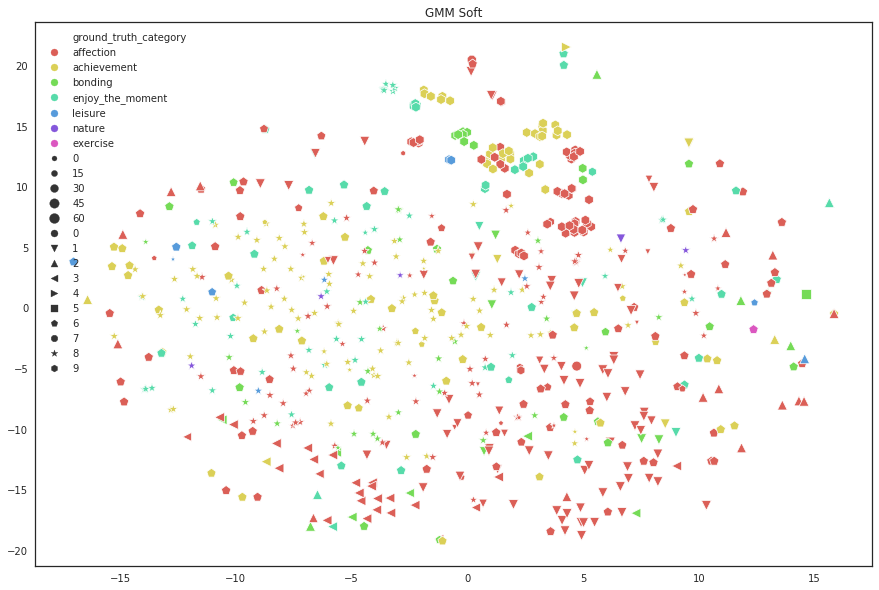 GMM Soft
ground_truth_category
affection
achievement
bonding
enjoy_the_moment
leisure
nature
exercise
0
15
30
45
60
0
1
2
3
4
5
6
7
8
9
20
15
10
5
0
−5
−10
−15
−20
−15 −10 −5 0 5 10 15